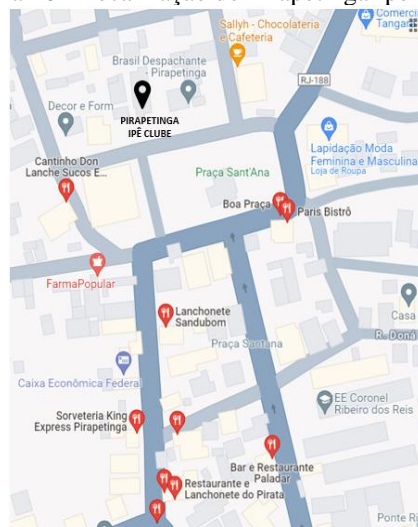 Sallyh - Chocolateria
e Cafeteria
Comerci
Tangar
Brasil Despachante
- Pirapetinga
RJ-188
Decor e Form
PIRAPETINGA
IPÊ CLUBE
Lapidação Moda
Feminina e Masculina
Loja de Roupa
Cantinho Don
Lanche Sucos E...
Praça Sant'Ana
Boa Praça
Paris Bistrô
FarmaPopular
Casa
Lanchonete
Sandubom
Praça Santana
R. Doná
Caixa Econômica Federal
EE Coronel
Ribeiro dos Reis
Sorveteria King
Express Pirapetinga
Bar e Restaurante
Paladar
Restaurante e
Lanchonete do Pirata
Ponte Ri